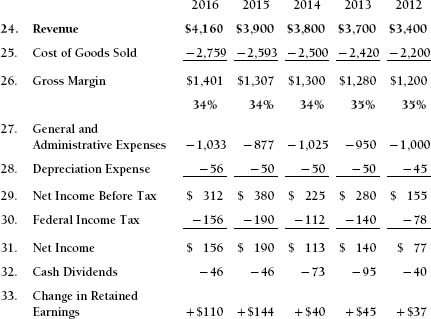 2016 2015 2014 2013 2012
24. Revenue $4,160 $3,900 $3,800 $3,700 $3,400
25. Cost of Goods Sold –2,759 –2,593 –2,500 –2,420 –2,200
26. Gross Margin $1,401 $1,307 $1,300 $1,280 $1,200
34% 34% 34% 35% 35%
27. General and
Administrative Expenses –1,033 –877 –1,025 –950 –1,000
28. Depreciation Expense –56 –50 –50 –50 –45
29. Net Income Before Tax $ 312 $ 380 $ 225 $ 280 $ 155
30. Federal Income Tax –156 –190 –112 –140 –78
31. Net Income $ 156 $ 190 $ 113 $ 140 $ 77
32. Cash Dividends –46 –46 –73 –95 –40
33. Change in Retained
Earnings +$110 +$144 +$40 +$45 +$37